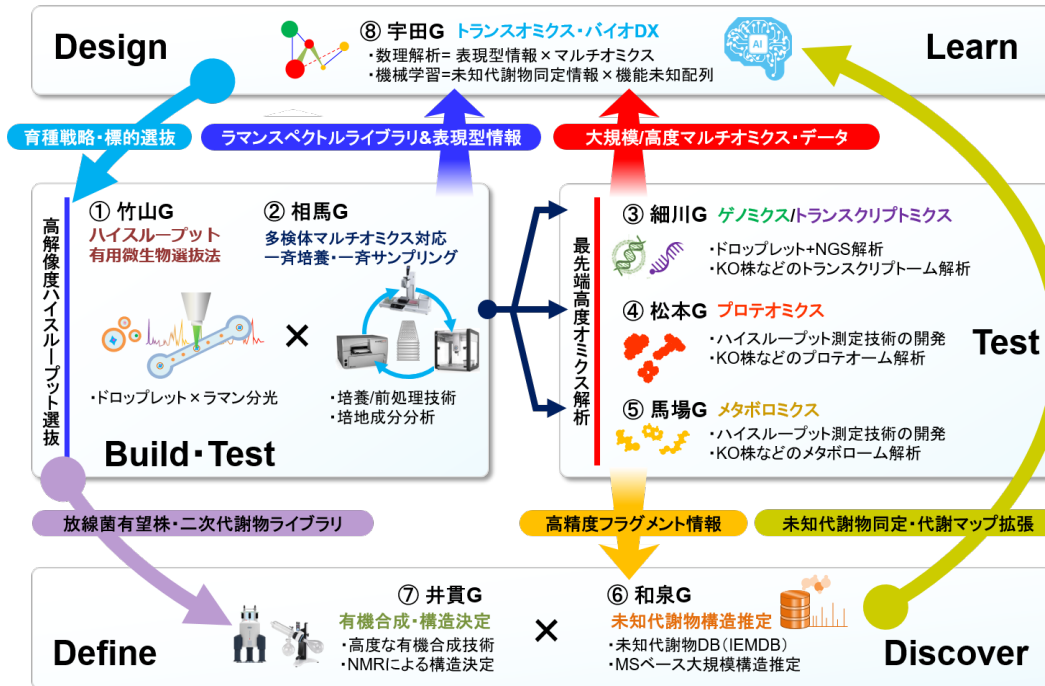 Design
⑧ 宇田G トランスオミクス・バイオDX
・数理解析= 表現型情報×マルチオミクス
・機械学習=未知代謝物同定情報×機能未知配列
AI
Learn
育種戦略・標的選抜
ラマンスペクトルライブラリ&表現型情報
大規模/高度マルチオミクス・データ
高解像度ハイスループット選抜
① 竹山G
ハイスループット
有用微生物選抜法
・ドロップレット×ラマン分光
×
② 相馬G
多検体マルチオミクス対応
一斉培養・一斉サンプリング
・培養/前処理技術
・培地成分分析
Build・Test
最先端高度オミクス解析
③ 細川G ゲノミクス/トランスクリプトミクス
・ドロップレット+NGS解析
・KO株などのトランスクリプトーム解析
④ 松本G プロテオミクス
・ハイスループット測定技術の開発
・KO株などのプロテオーム解析
⑤ 馬場G メタボロミクス
・ハイスループット測定技術の開発
・KO株などのメタボローム解析
Test
放線菌有望株・二次代謝物ライブラリ
高精度フラグメント情報
未知代謝物同定・代謝マップ拡張
Define
⑦ 井貫G
有機合成・構造決定
・高度な有機合成技術
・NMRによる構造決定
×
⑥ 和泉G
未知代謝物構造推定
・未知代謝物DB(IEMDB)
・MSベース大規模構造推定
Discover